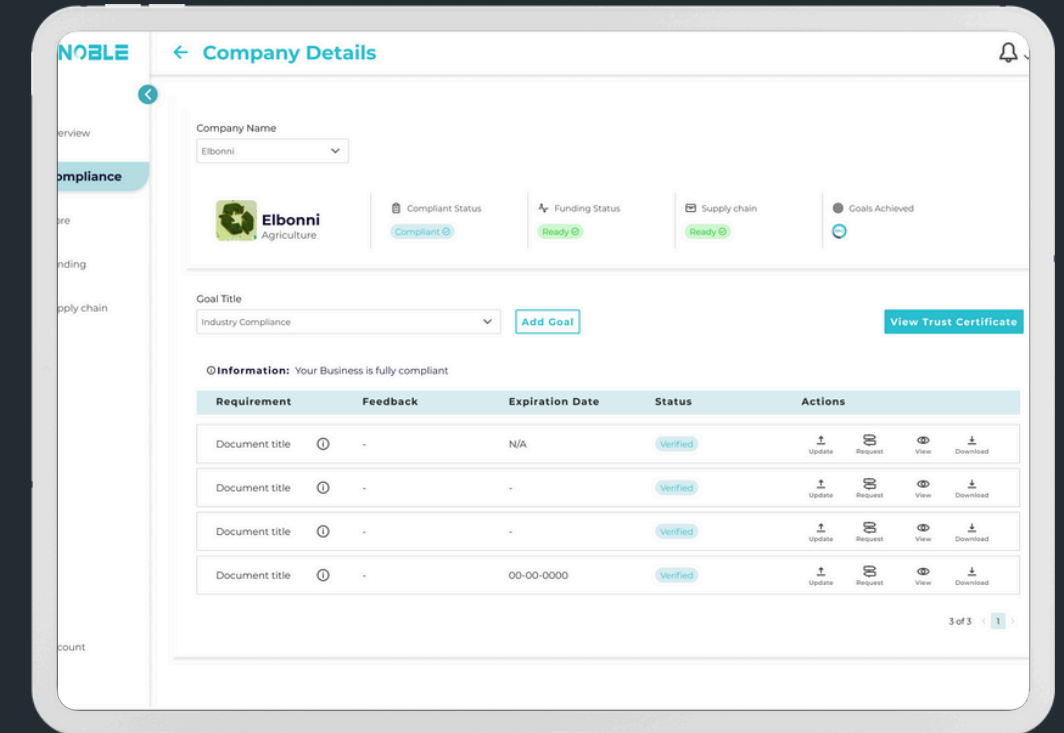 NOBLE
Company Details
erview
ompliance
ore
nding
pply chain
count
Company Name
Elbonni
Elbonni
Agriculture
Compliant Status
Compliant
Funding Status
Ready
Supply chain
Ready
Goals Achieved
Goal Title
Industry Compliance
Add Goal
View Trust Certificate
Information: Your Business is fully compliant
Requirement Feedback Expiration Date Status Actions
Document title - N/A Verified Update Request View Download
Document title - - Verified Update Request View Download
Document title - - Verified Update Request View Download
Document title - 00-00-0000 Verified Update Request View Download
3 of 3 < 1 >